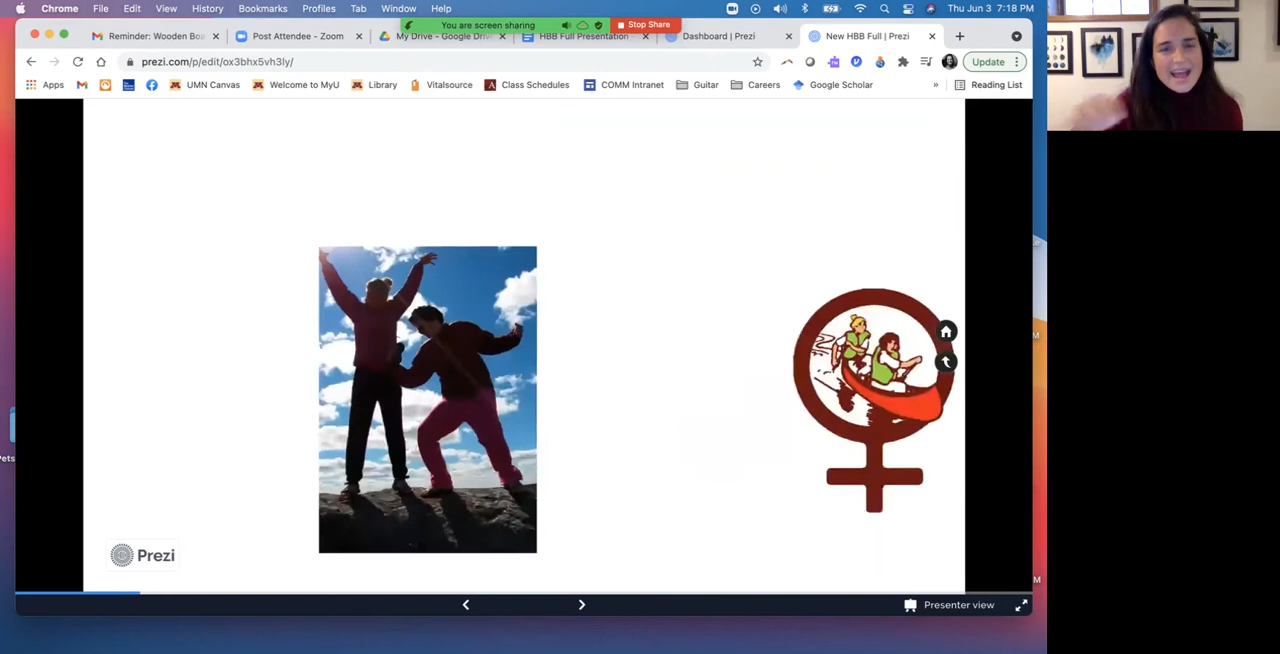 Chrome File Edit View History Bookmarks Profiles Tab Window Help
You are screen sharing Stop Share
Thu Jun 3 7:18 PM
Reminder: Wooden Boa Post Attendee - Zoom My Drive - Google Driv HBB Full Presentation - Dashboard | Prezi New HBB Full | Prezi
prezi.com/p/edit/ox3bhx5vh3ly/ Update
Apps UMN Canvas Welcome to MyU Library Vitalsource Class Schedules COMM Intranet Guitar Careers Google Scholar » Reading List
Pets
M
M
Prezi
Presenter view